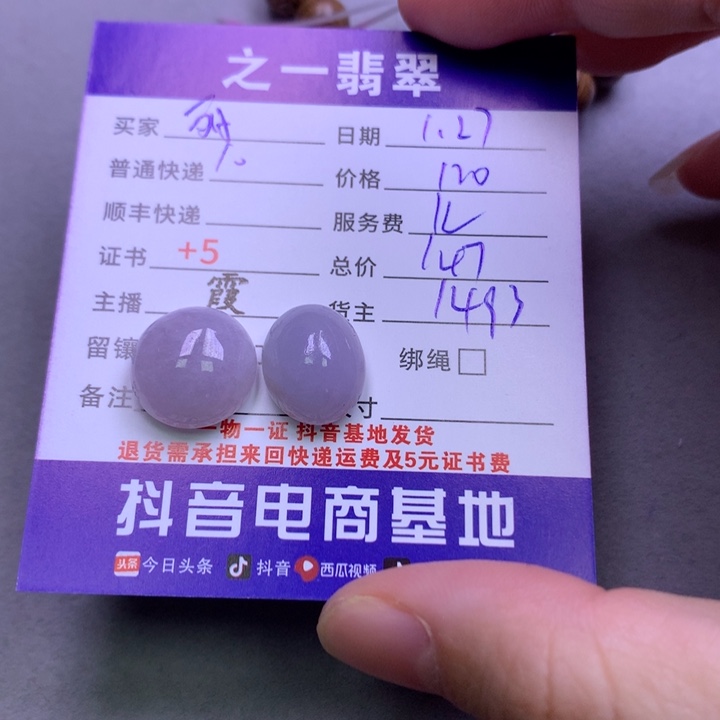 之一翡翠
买家 日期 1.27
普通快递 价格 120
顺丰快递 服务费 12
证书 +5 总价 147
主播 霞 货主 1493
留镶 绑绳
备注 寸
一物一证 抖音基地发货
退货需承担来回快递运费及5元证书费
抖音电商基地
头条 今日头条 抖音 西瓜视频